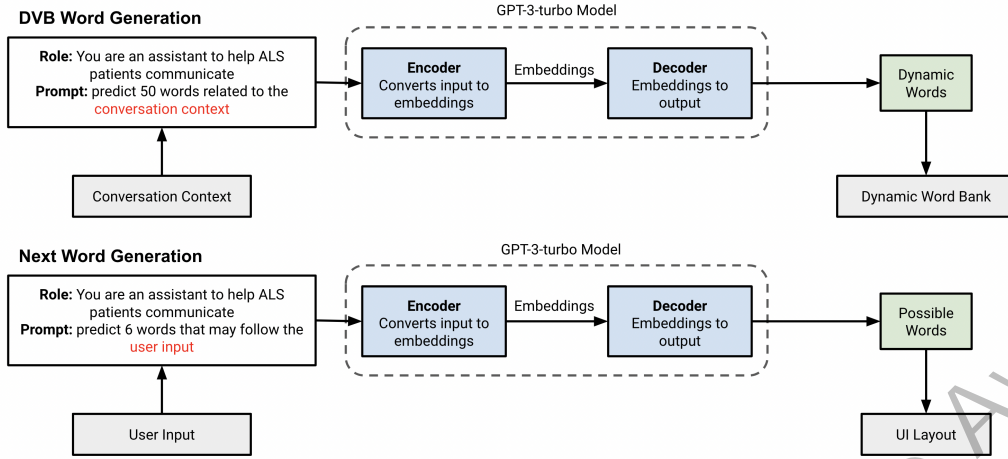 DVB Word Generation
GPT-3-turbo Model
Role: You are an assistant to help ALS
patients communicate
Prompt: predict 50 words related to the
conversation context
Encoder
Converts input to
embeddings
Embeddings
Decoder
Embeddings to
output
Dynamic
Words
Conversation Context
Dynamic Word Bank
Next Word Generation
GPT-3-turbo Model
Role: You are an assistant to help ALS
patients communicate
Prompt: predict 6 words that may follow the
user input
Encoder
Converts input to
embeddings
Embeddings
Decoder
Embeddings to
output
Possible
Words
User Input
UI Layout